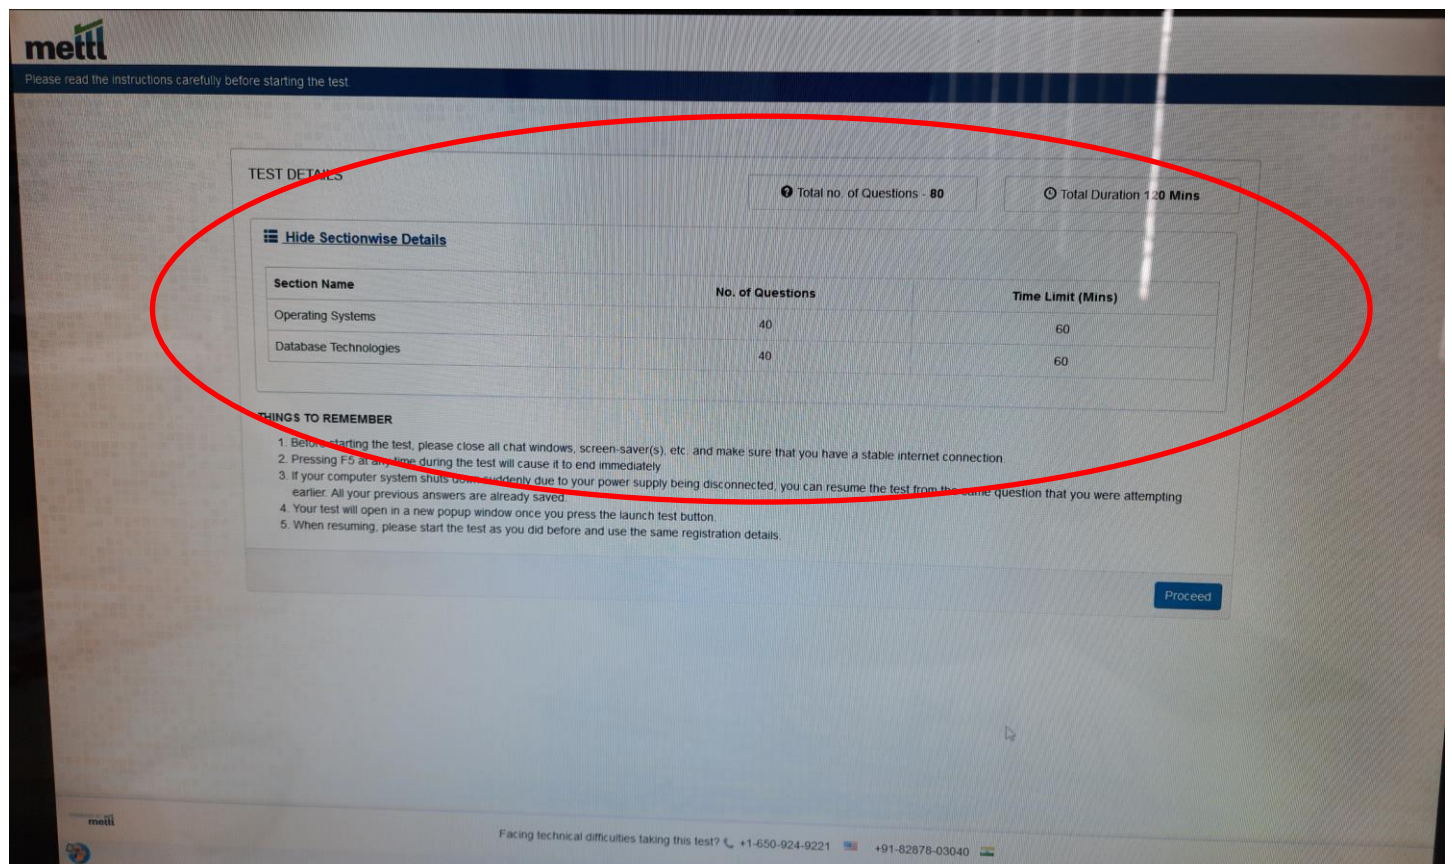 mettl
Please read the instructions carefully before starting the test
TEST DETAILS
Total no. of Questions - 80
Total Duration 120 Mins
Hide Sectionwise Details
Section Name No. of Questions Time Limit (Mins)
Operating Systems 40 60
Database Technologies 40 60
THINGS TO REMEMBER
1. Before starting the test, please close all chat windows, screen-saver(s), etc. and make sure that you have a stable internet connection.
2. Pressing F5 at any time during the test will cause it to end immediately
3. If your computer system shuts down suddenly due to your power supply being disconnected, you can resume the test from the same question that you were attempting
earlier. All your previous answers are already saved.
4. Your test will open in a new popup window once you press the launch test button.
5. When resuming, please start the test as you did before and use the same registration details.
Proceed
mettl
Facing technical difficulties taking this test? +1-650-924-9221 +91-82878-03040